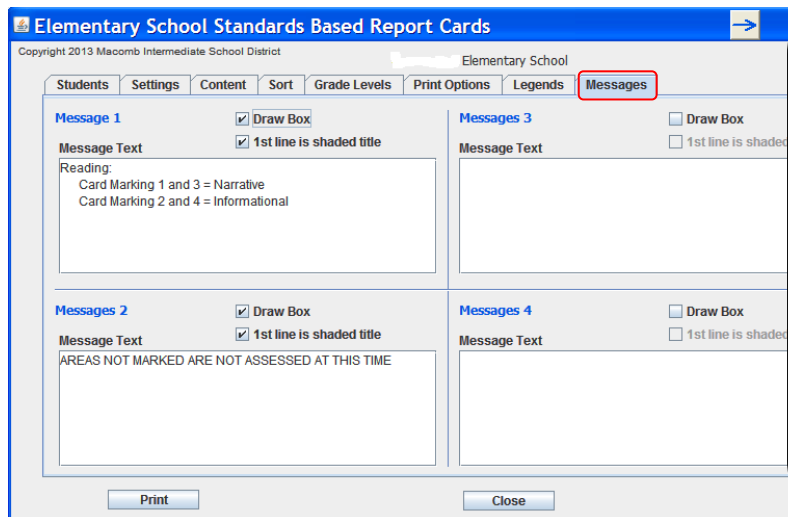 Elementary School Standards Based Report Cards
Copyright 2013 Macomb Intermediate School District
Elementary School
Students Settings Content Sort Grade Levels Print Options Legends Messages
Message 1 Draw Box
Message Text 1st line is shaded title
Reading:
Card Marking 1 and 3 = Narrative
Card Marking 2 and 4 = Informational
Messages 3 Draw Box
Message Text 1st line is shaded
Messages 2 Draw Box
Message Text 1st line is shaded title
AREAS NOT MARKED ARE NOT ASSESSED AT THIS TIME
Messages 4 Draw Box
Message Text 1st line is shaded
Print Close